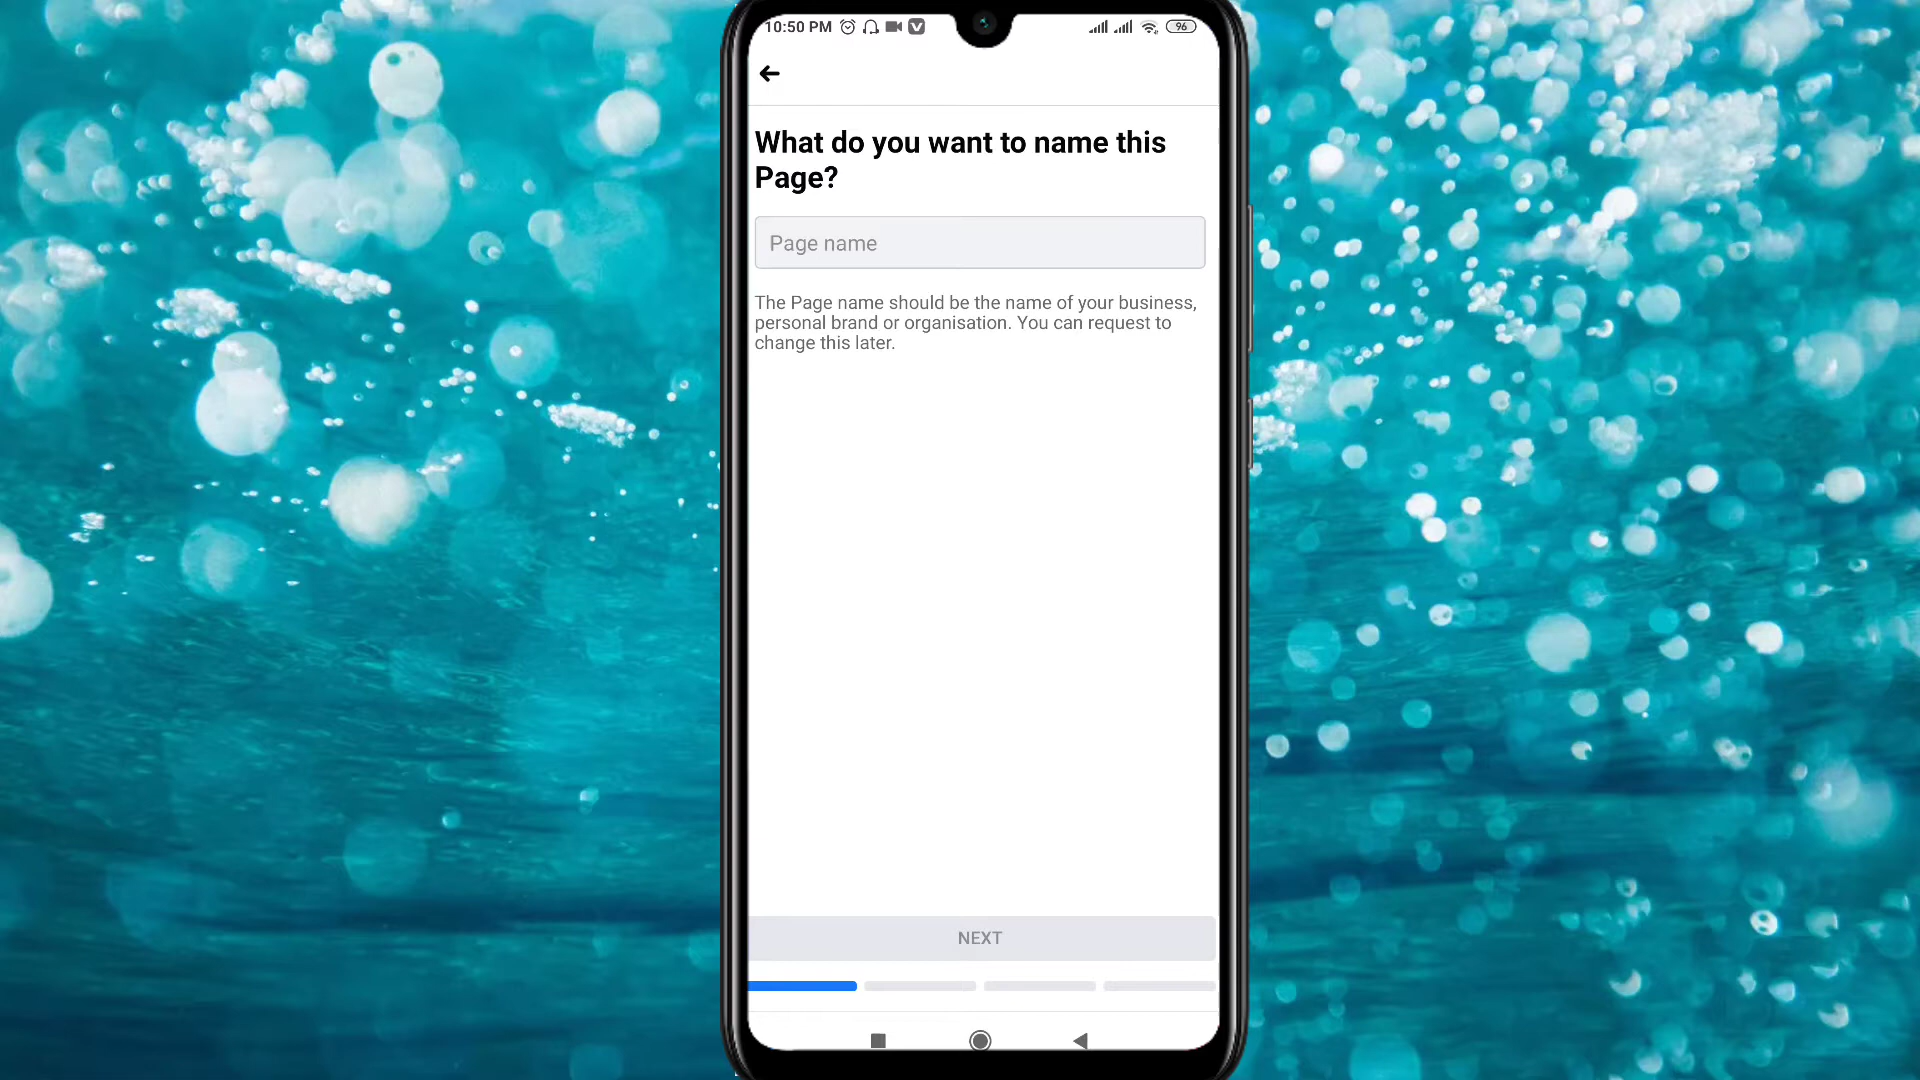 10:50 PM
96
What do you want to name this
Page?
Page name
The Page name should be the name of your business,
personal brand or organisation. You can request to
change this later.
NEXT